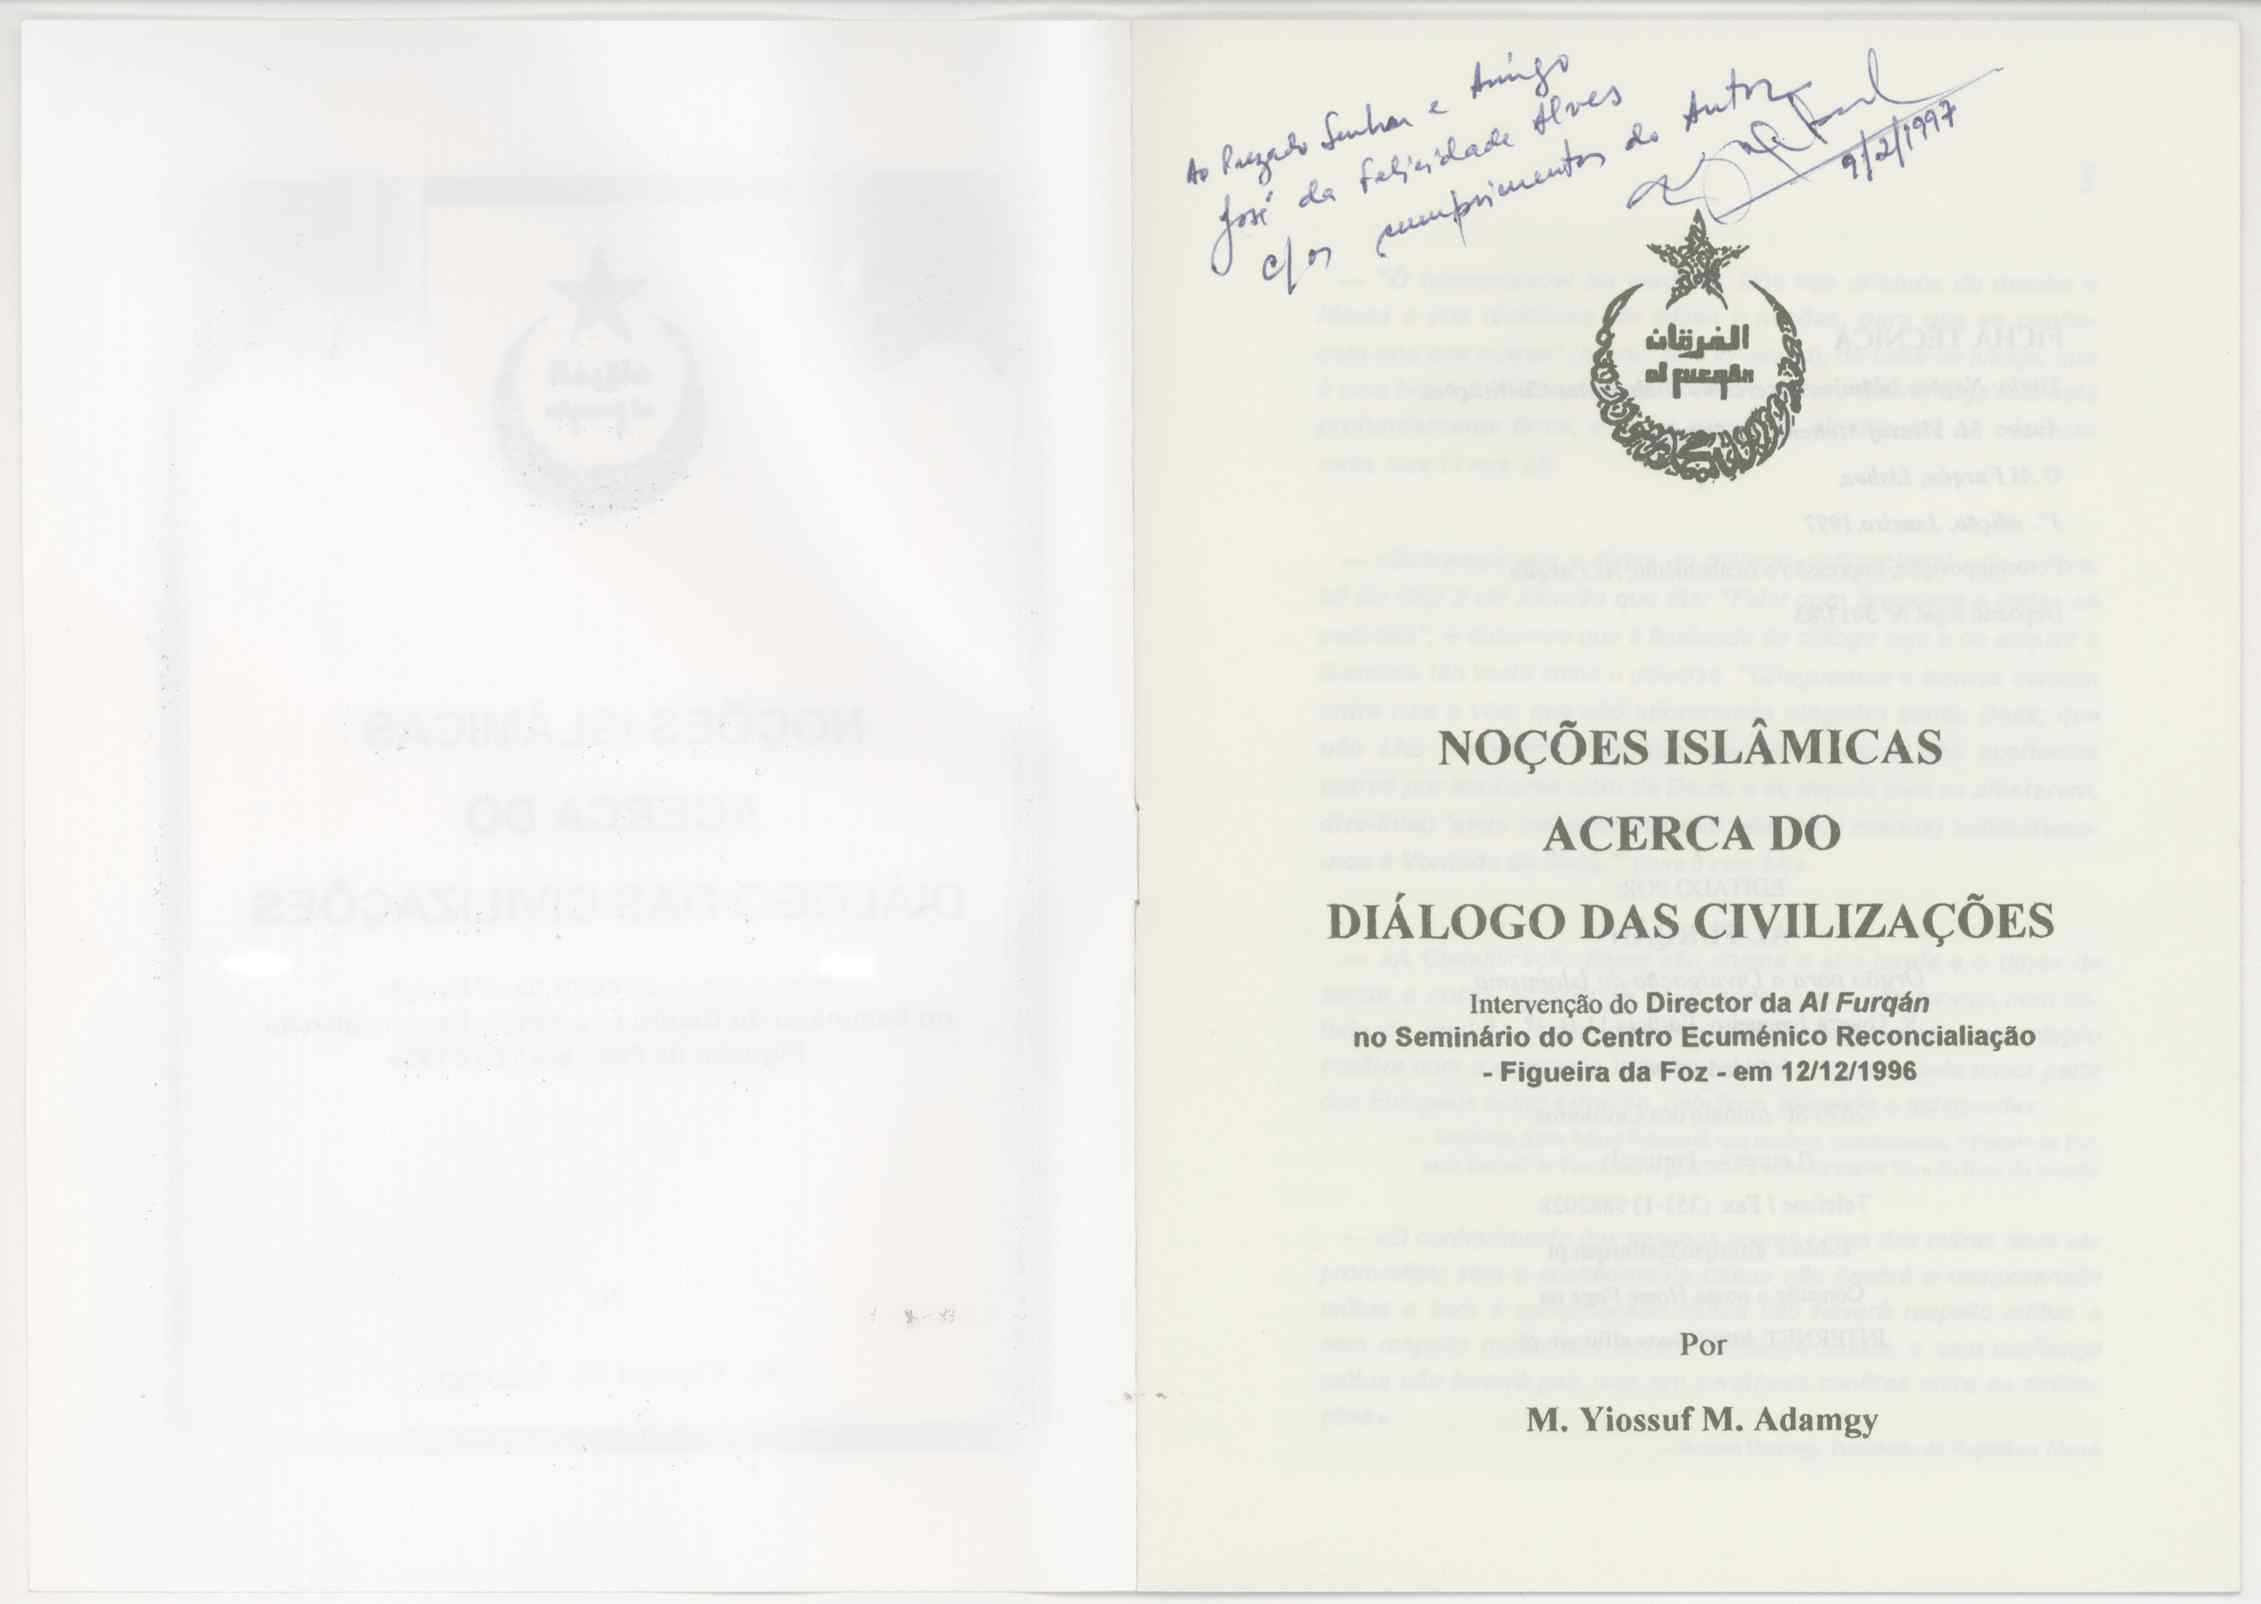 Ao Prezado Senhor e Amigo
José da Felicidade Alves
c/os cumprimentos do Autor
9/2/1997
الفرقان
al furqán
NOÇÕES ISLÂMICAS
ACERCA DO
DIÁLOGO DAS CIVILIZAÇÕES
Intervenção do Director da Al Furqán
no Seminário do Centro Ecuménico Reconcialiação
- Figueira da Foz - em 12/12/1996
Por
M. Yiossuf M. Adamgy